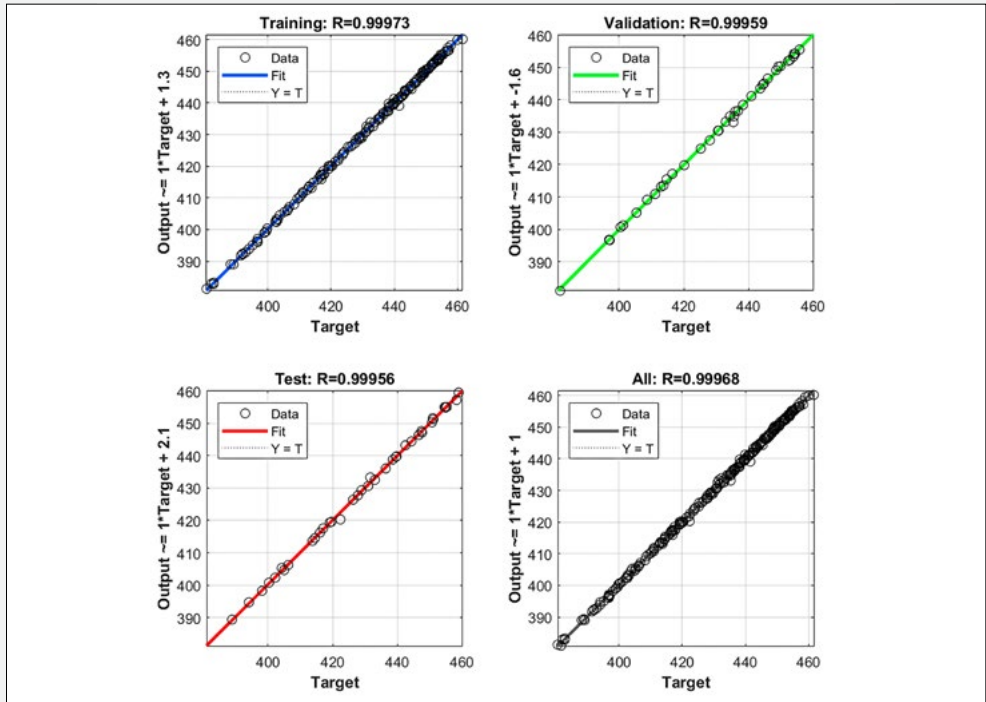 Training: R=0.99973
Output ~= 1*Target + 1.3
460
450
440
430
420
410
400
390
Data
Fit
Y = T
400
420
440
460
Target
Validation: R=0.99959
Output ~= 1*Target + -1.6
460
450
440
430
420
410
400
390
Data
Fit
Y = T
400
420
440
460
Target
Test: R=0.99956
Output ~= 1*Target + 2.1
460
450
440
430
420
410
400
390
Data
Fit
Y = T
400
420
440
460
Target
All: R=0.99968
Output ~= 1*Target + 1
460
450
440
430
420
410
400
390
Data
Fit
Y = T
400
420
440
460
Target